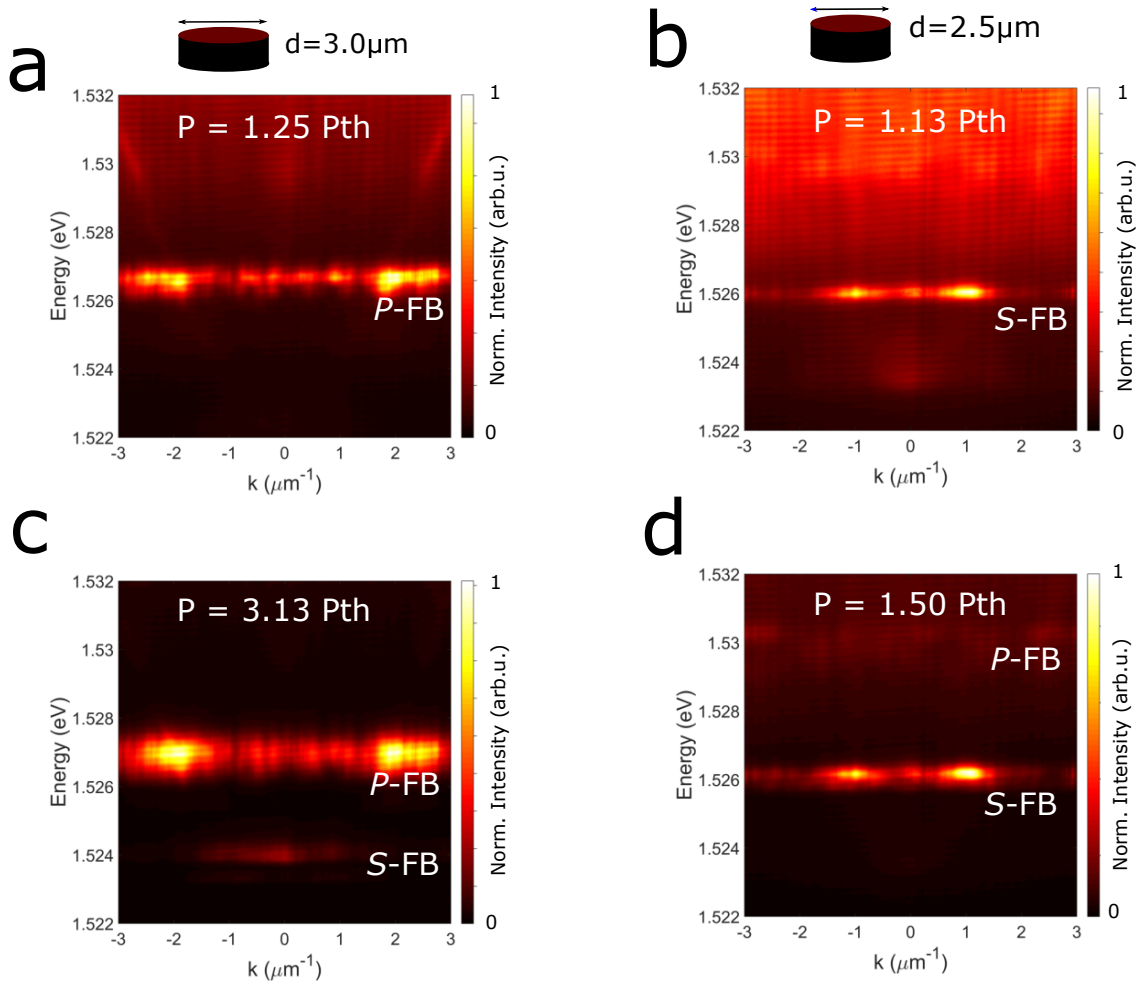 a
d=3.0μm
P = 1.25 Pth
P-FB
1.532
1.53
1.528
1.526
1.524
1.522
Energy (eV)
-3 -2 -1 0 1 2 3
k (μm⁻¹)
1
0
Norm. Intensity (arb.u.)
b
d=2.5μm
P = 1.13 Pth
S-FB
1.532
1.53
1.528
1.526
1.524
1.522
Energy (eV)
-3 -2 -1 0 1 2 3
k (μm⁻¹)
1
0
Norm. Intensity (arb.u.)
c
P = 3.13 Pth
P-FB
S-FB
1.532
1.53
1.528
1.526
1.524
1.522
Energy (eV)
-3 -2 -1 0 1 2 3
k (μm⁻¹)
1
0
Norm. Intensity (arb.u.)
d
P = 1.50 Pth
P-FB
S-FB
1.532
1.53
1.528
1.526
1.524
1.522
Energy (eV)
-3 -2 -1 0 1 2 3
k (μm⁻¹)
1
0
Norm. Intensity (arb.u.)